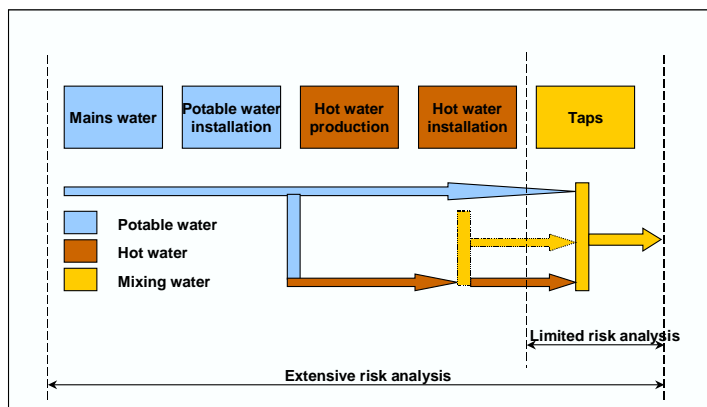 Mains water
Potable water
installation
Hot water
production
Hot water
installation
Taps
Potable water
Hot water
Mixing water
Limited risk analysis
Extensive risk analysis